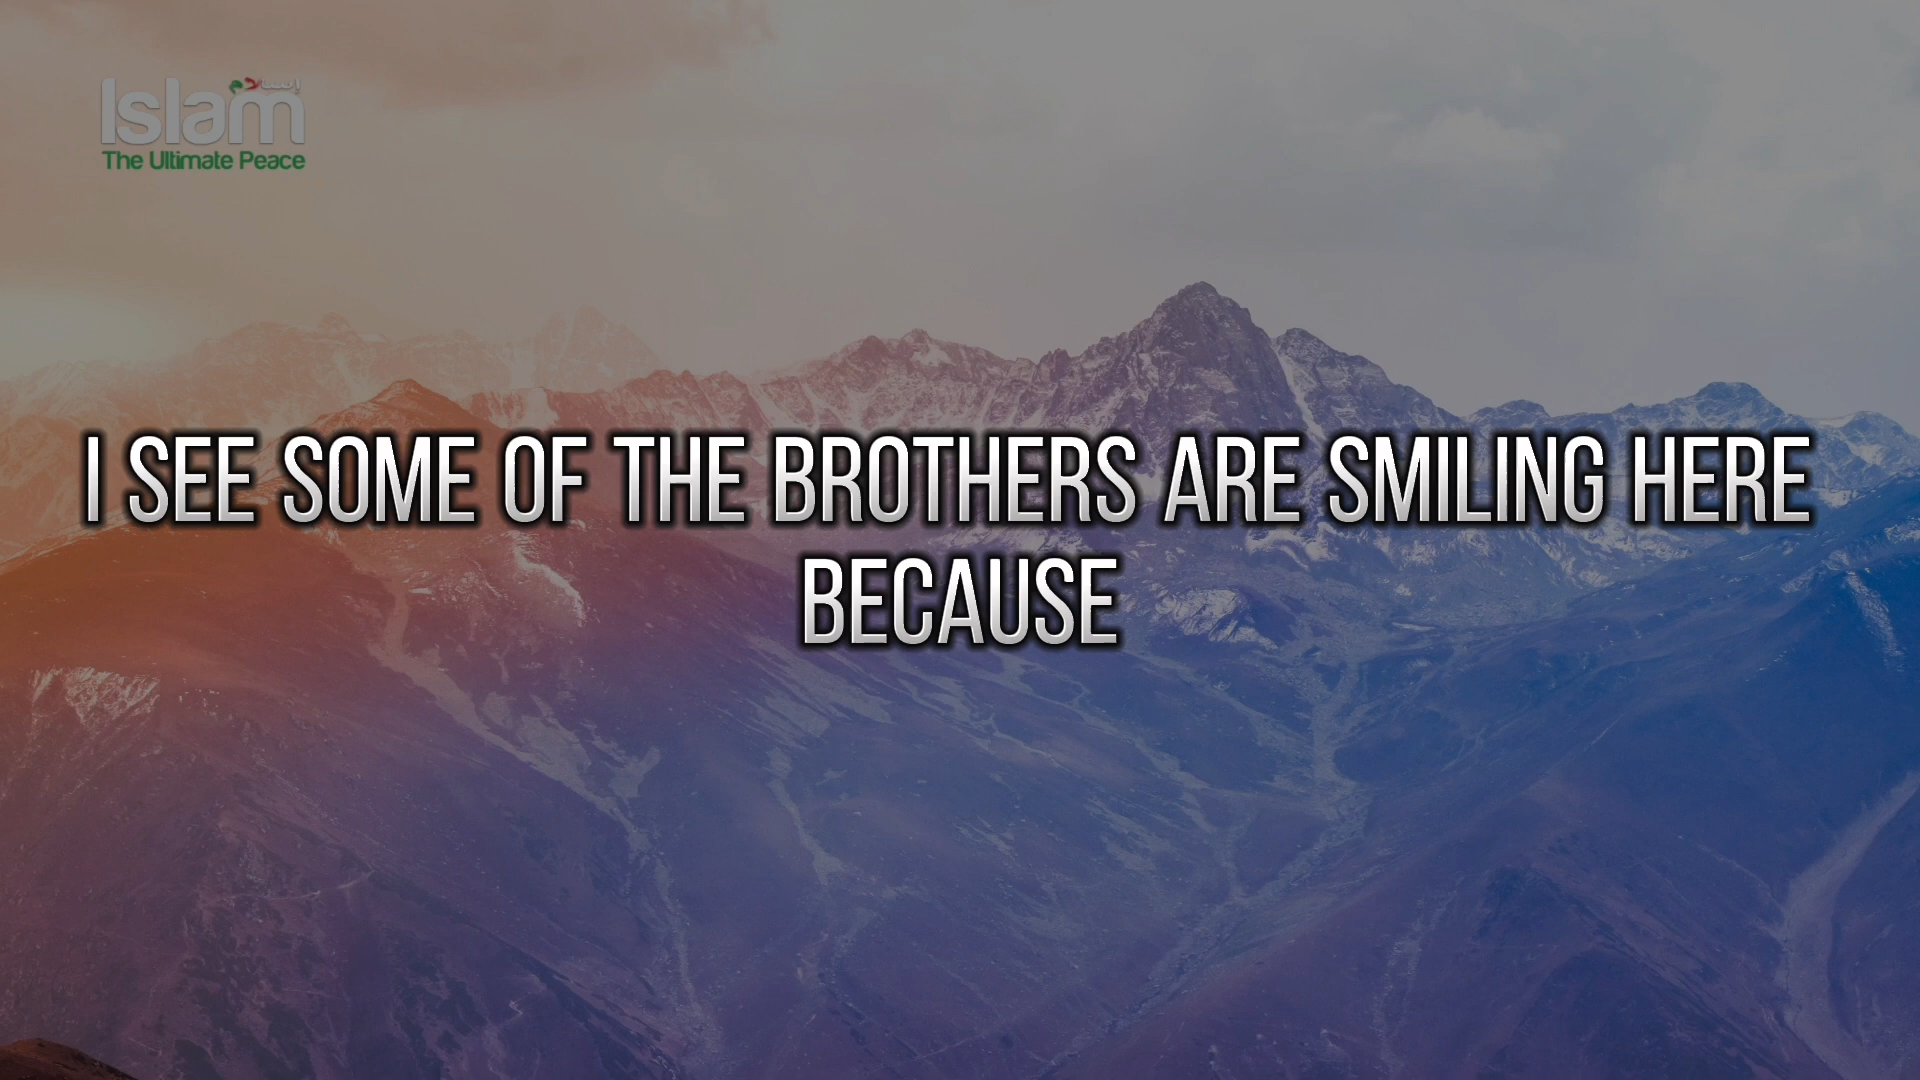 Islam
The Ultimate Peace
I SEE SOME OF THE BROTHERS ARE SMILING HERE
BECAUSE